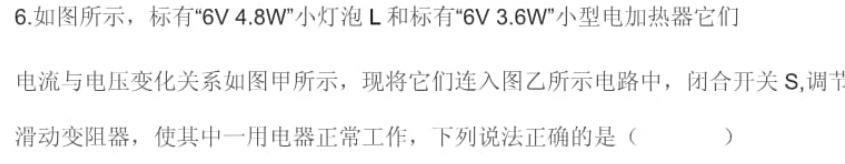 6.如图所示，标有“6V 4.8W”小灯泡 L 和标有“6V 3.6W”小型电加热器它们
电流与电压变化关系如图甲所示，现将它们连入图乙所示电路中，闭合开关 S,调节
滑动变阻器，使其中一用电器正常工作，下列说法正确的是（　　）